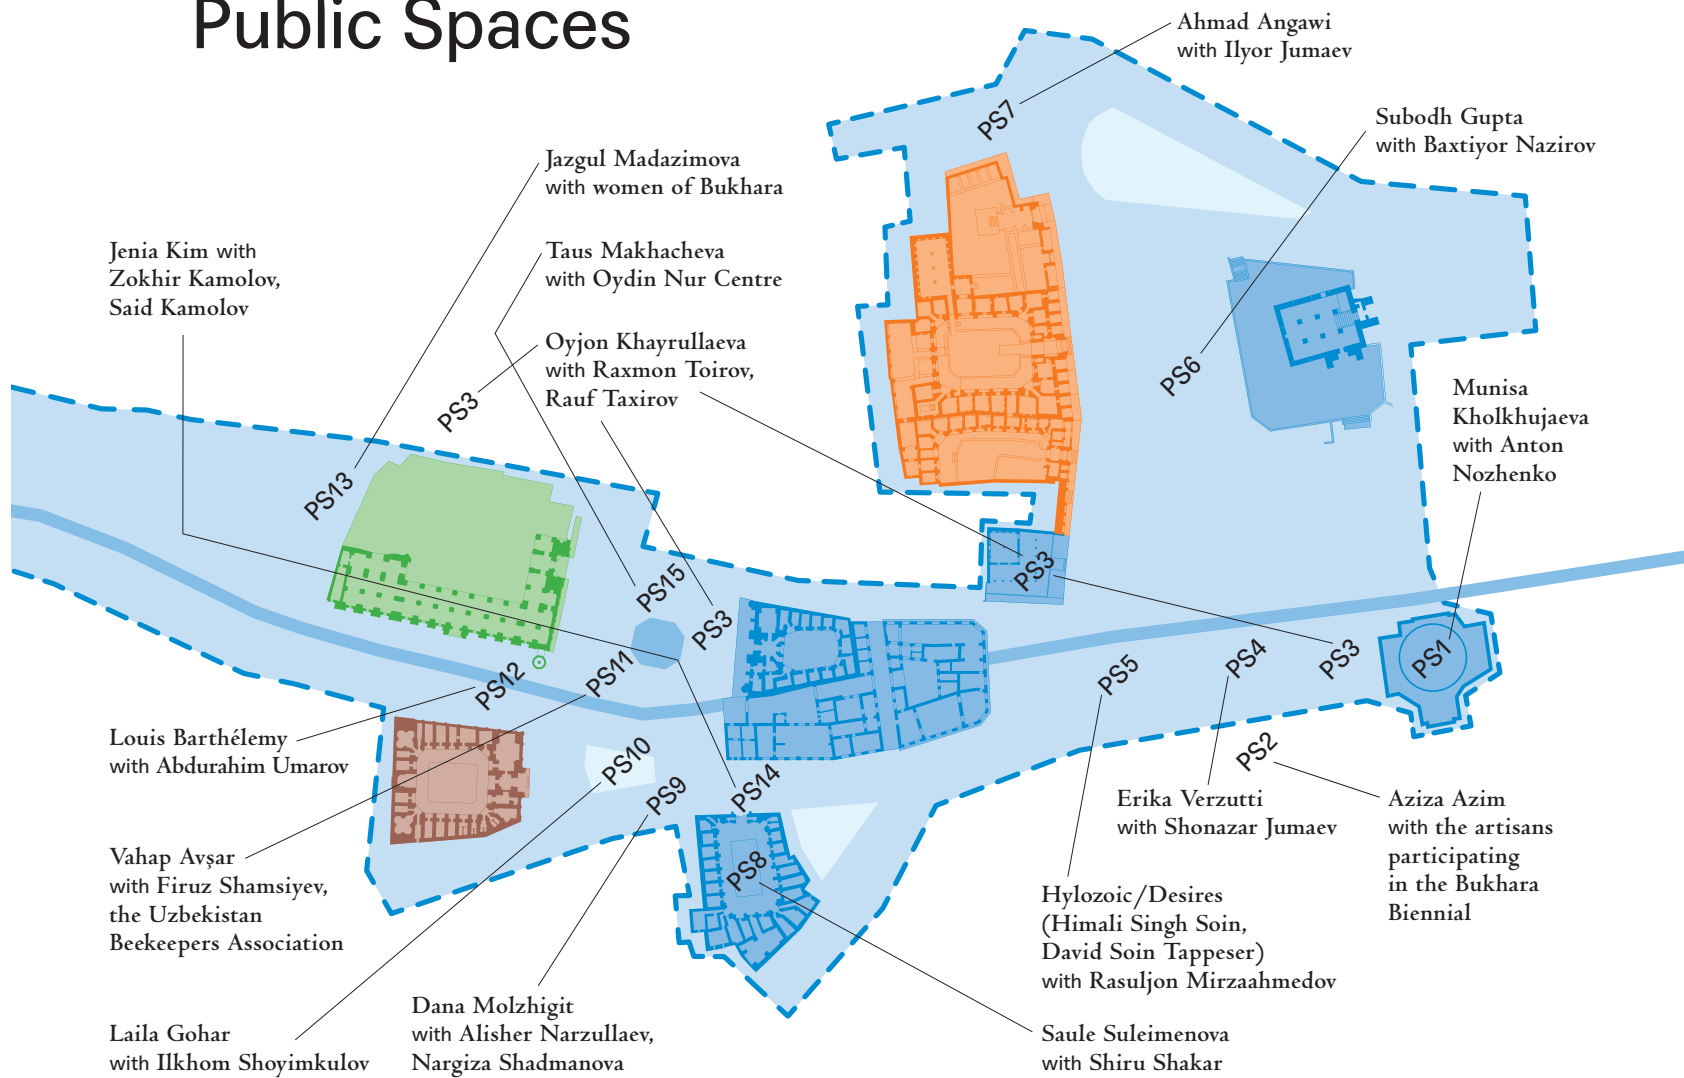 Public Spaces
Ahmad Angawi
with Ilyor Jumaev
PS7
Subodh Gupta
with Baxtiyor Nazirov
Jazgul Madazimova
with women of Bukhara
Jenia Kim with
Zokhir Kamolov,
Said Kamolov
Taus Makhacheva
with Oydin Nur Centre
Oyjon Khayrullaeva
with Raxmon Toirov,
Rauf Taxirov
PS3
PS6
Munisa
Kholkhujaeva
with Anton
Nozhenko
PS13
PS15
PS3
PS3
PS12
PS11
PS5
PS4
PS3
PS1
Louis Barthélemy
with Abdurahim Umarov
PS10
PS9
PS14
PS2
Erika Verzutti
with Shonazar Jumaev
Aziza Azim
with the artisans
participating
in the Bukhara
Biennial
Vahap Avşar
with Firuz Shamsiyev,
the Uzbekistan
Beekeepers Association
PS8
Hylozoic/Desires
(Himali Singh Soin,
David Soin Tappeser)
with Rasuljon Mirzaahmedov
Laila Gohar
with Ilkhom Shoyimkulov
Dana Molzhigit
with Alisher Narzullaev,
Nargiza Shadmanova
Saule Suleimenova
with Shiru Shakar